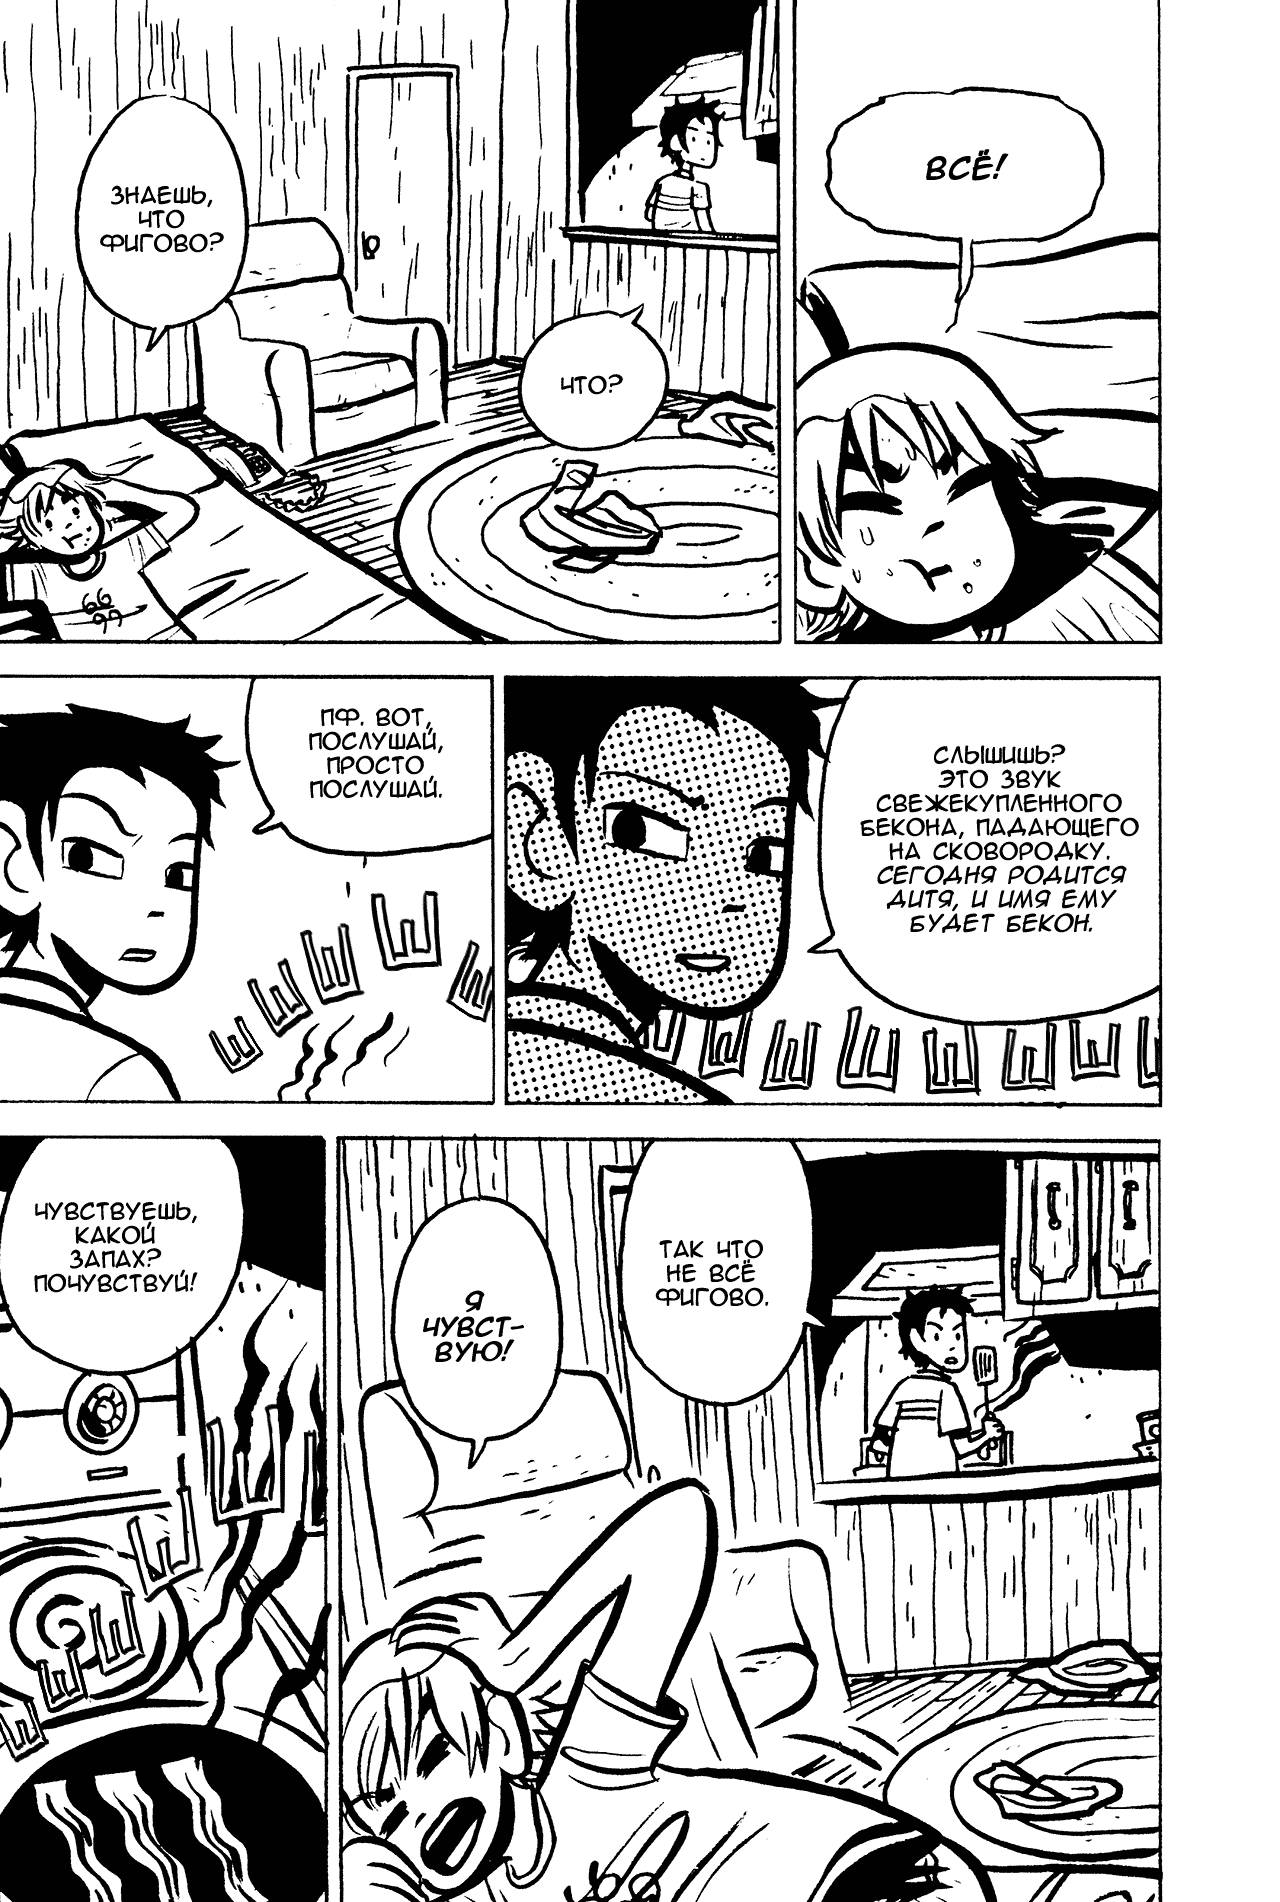 ЗНАЕШЬ,
ЧТО
ФИГОВО?
ЧТО?
66
99
ВСЁ!
ПФ. ВОТ,
ПОСЛУШАЙ,
ПРОСТО
ПОСЛУШАЙ.
Ш Ш Ш Ш Ш
СЛЫШИШЬ?
ЭТО ЗВУК
СВЕЖЕКУПЛЕННОГО
БЕКОНА, ПАДАЮЩЕГО
НА СКОВОРОДКУ.
СЕГОДНЯ РОДИТСЯ
ДИТЯ, И ИМЯ ЕМУ
БУДЕТ БЕКОН.
Ш Ш Ш Ш Ш Ш Ш Ш
ЧУВСТВУЕШЬ,
КАКОЙ
ЗАПАХ?
ПОЧУВСТВУЙ!
Ш Ш Ш Ш Ш Ш Ш
Я
ЧУВСТ-
ВУЮ!
ТАК ЧТО
НЕ ВСЁ
ФИГОВО.